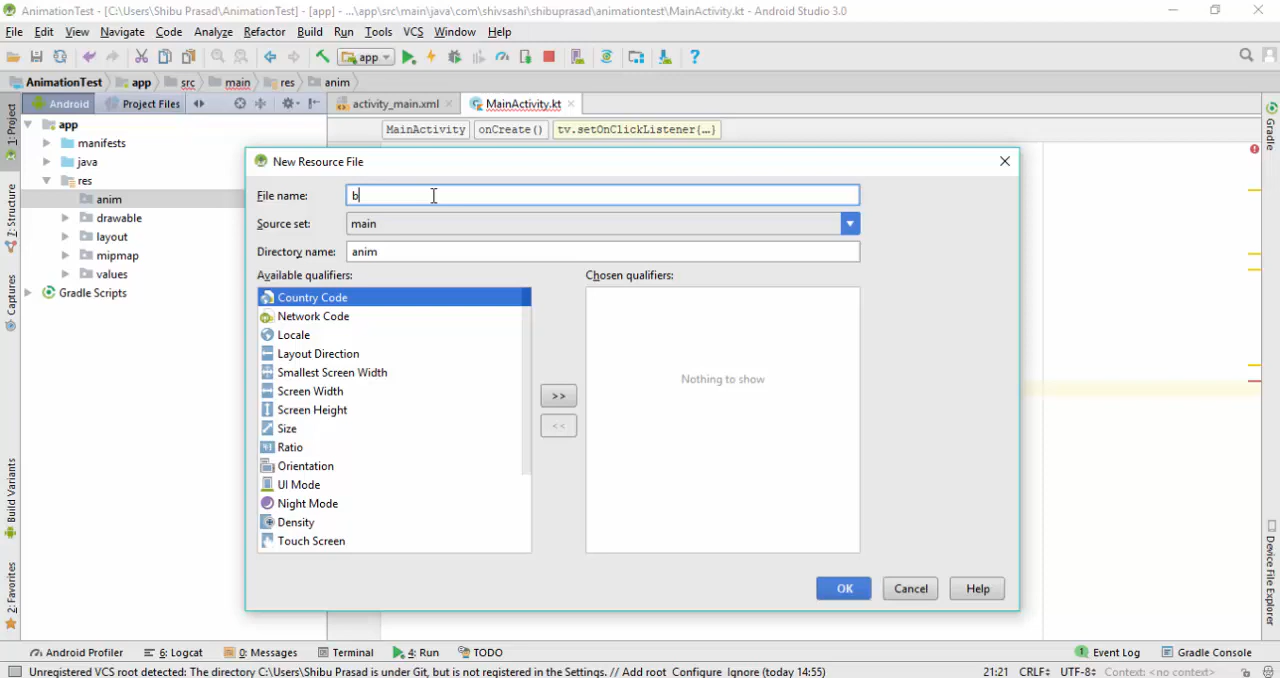 AnimationTest - [C:\Users\Shibu Prasad\AnimationTest] - [app] - ...\app\src\main\java\com\shivsashi\shibuprasad\animationtest\MainActivity.kt - Android Studio 3.0
File Edit View Navigate Code Analyze Refactor Build Run Tools VCS Window Help
app
AnimationTest app src main res anim
Android Project Files activity_main.xml MainActivity.kt
MainActivity onCreate() tv.setOnClickListener{...}
1: Project
7: Structure
Captures
Build Variants
2: Favorites
app
manifests
java
res
anim
drawable
layout
mipmap
values
Gradle Scripts
New Resource File
File name: b
Source set: main
Directory name: anim
Available qualifiers: Chosen qualifiers:
Country Code
Network Code
Locale
Layout Direction
Smallest Screen Width
Screen Width
Screen Height
Size
Ratio
Orientation
UI Mode
Night Mode
Density
Touch Screen
>>
<<
Nothing to show
OK Cancel Help
Gradle
Device File Explorer
Android Profiler 6: Logcat 0: Messages Terminal 4: Run TODO 1 Event Log Gradle Console
Unregistered VCS root detected: The directory C:\Users\Shibu Prasad is under Git, but is not registered in the Settings. // Add root Configure Ignore (today 14:55) 21:21 CRLF÷ UTF-8÷ Context: <no context>